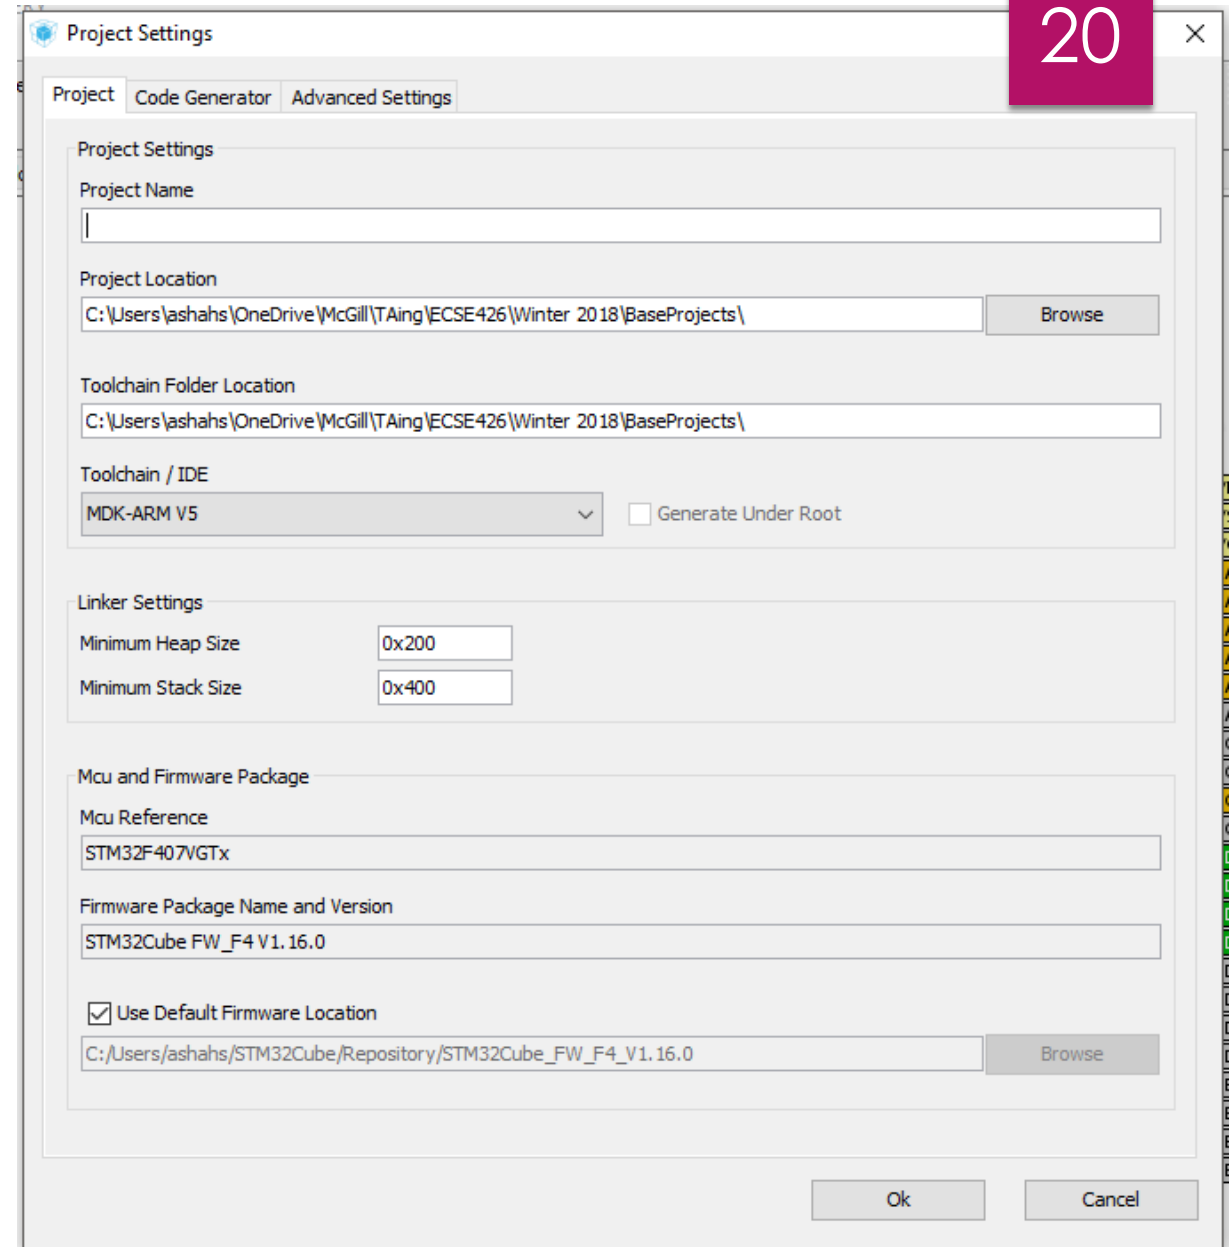 20
Project Settings
Project Code Generator Advanced Settings
Project Settings
Project Name
Project Location
C:\Users\ashahs\OneDrive\McGill\TAing\ECSE426\Winter 2018\BaseProjects\ Browse
Toolchain Folder Location
C:\Users\ashahs\OneDrive\McGill\TAing\ECSE426\Winter 2018\BaseProjects\
Toolchain / IDE
MDK-ARM V5 Generate Under Root
Linker Settings
Minimum Heap Size 0x200
Minimum Stack Size 0x400
Mcu and Firmware Package
Mcu Reference
STM32F407VGTx
Firmware Package Name and Version
STM32Cube FW_F4 V1.16.0
Use Default Firmware Location
C:/Users/ashahs/STM32Cube/Repository/STM32Cube_FW_F4_V1.16.0 Browse
Ok Cancel